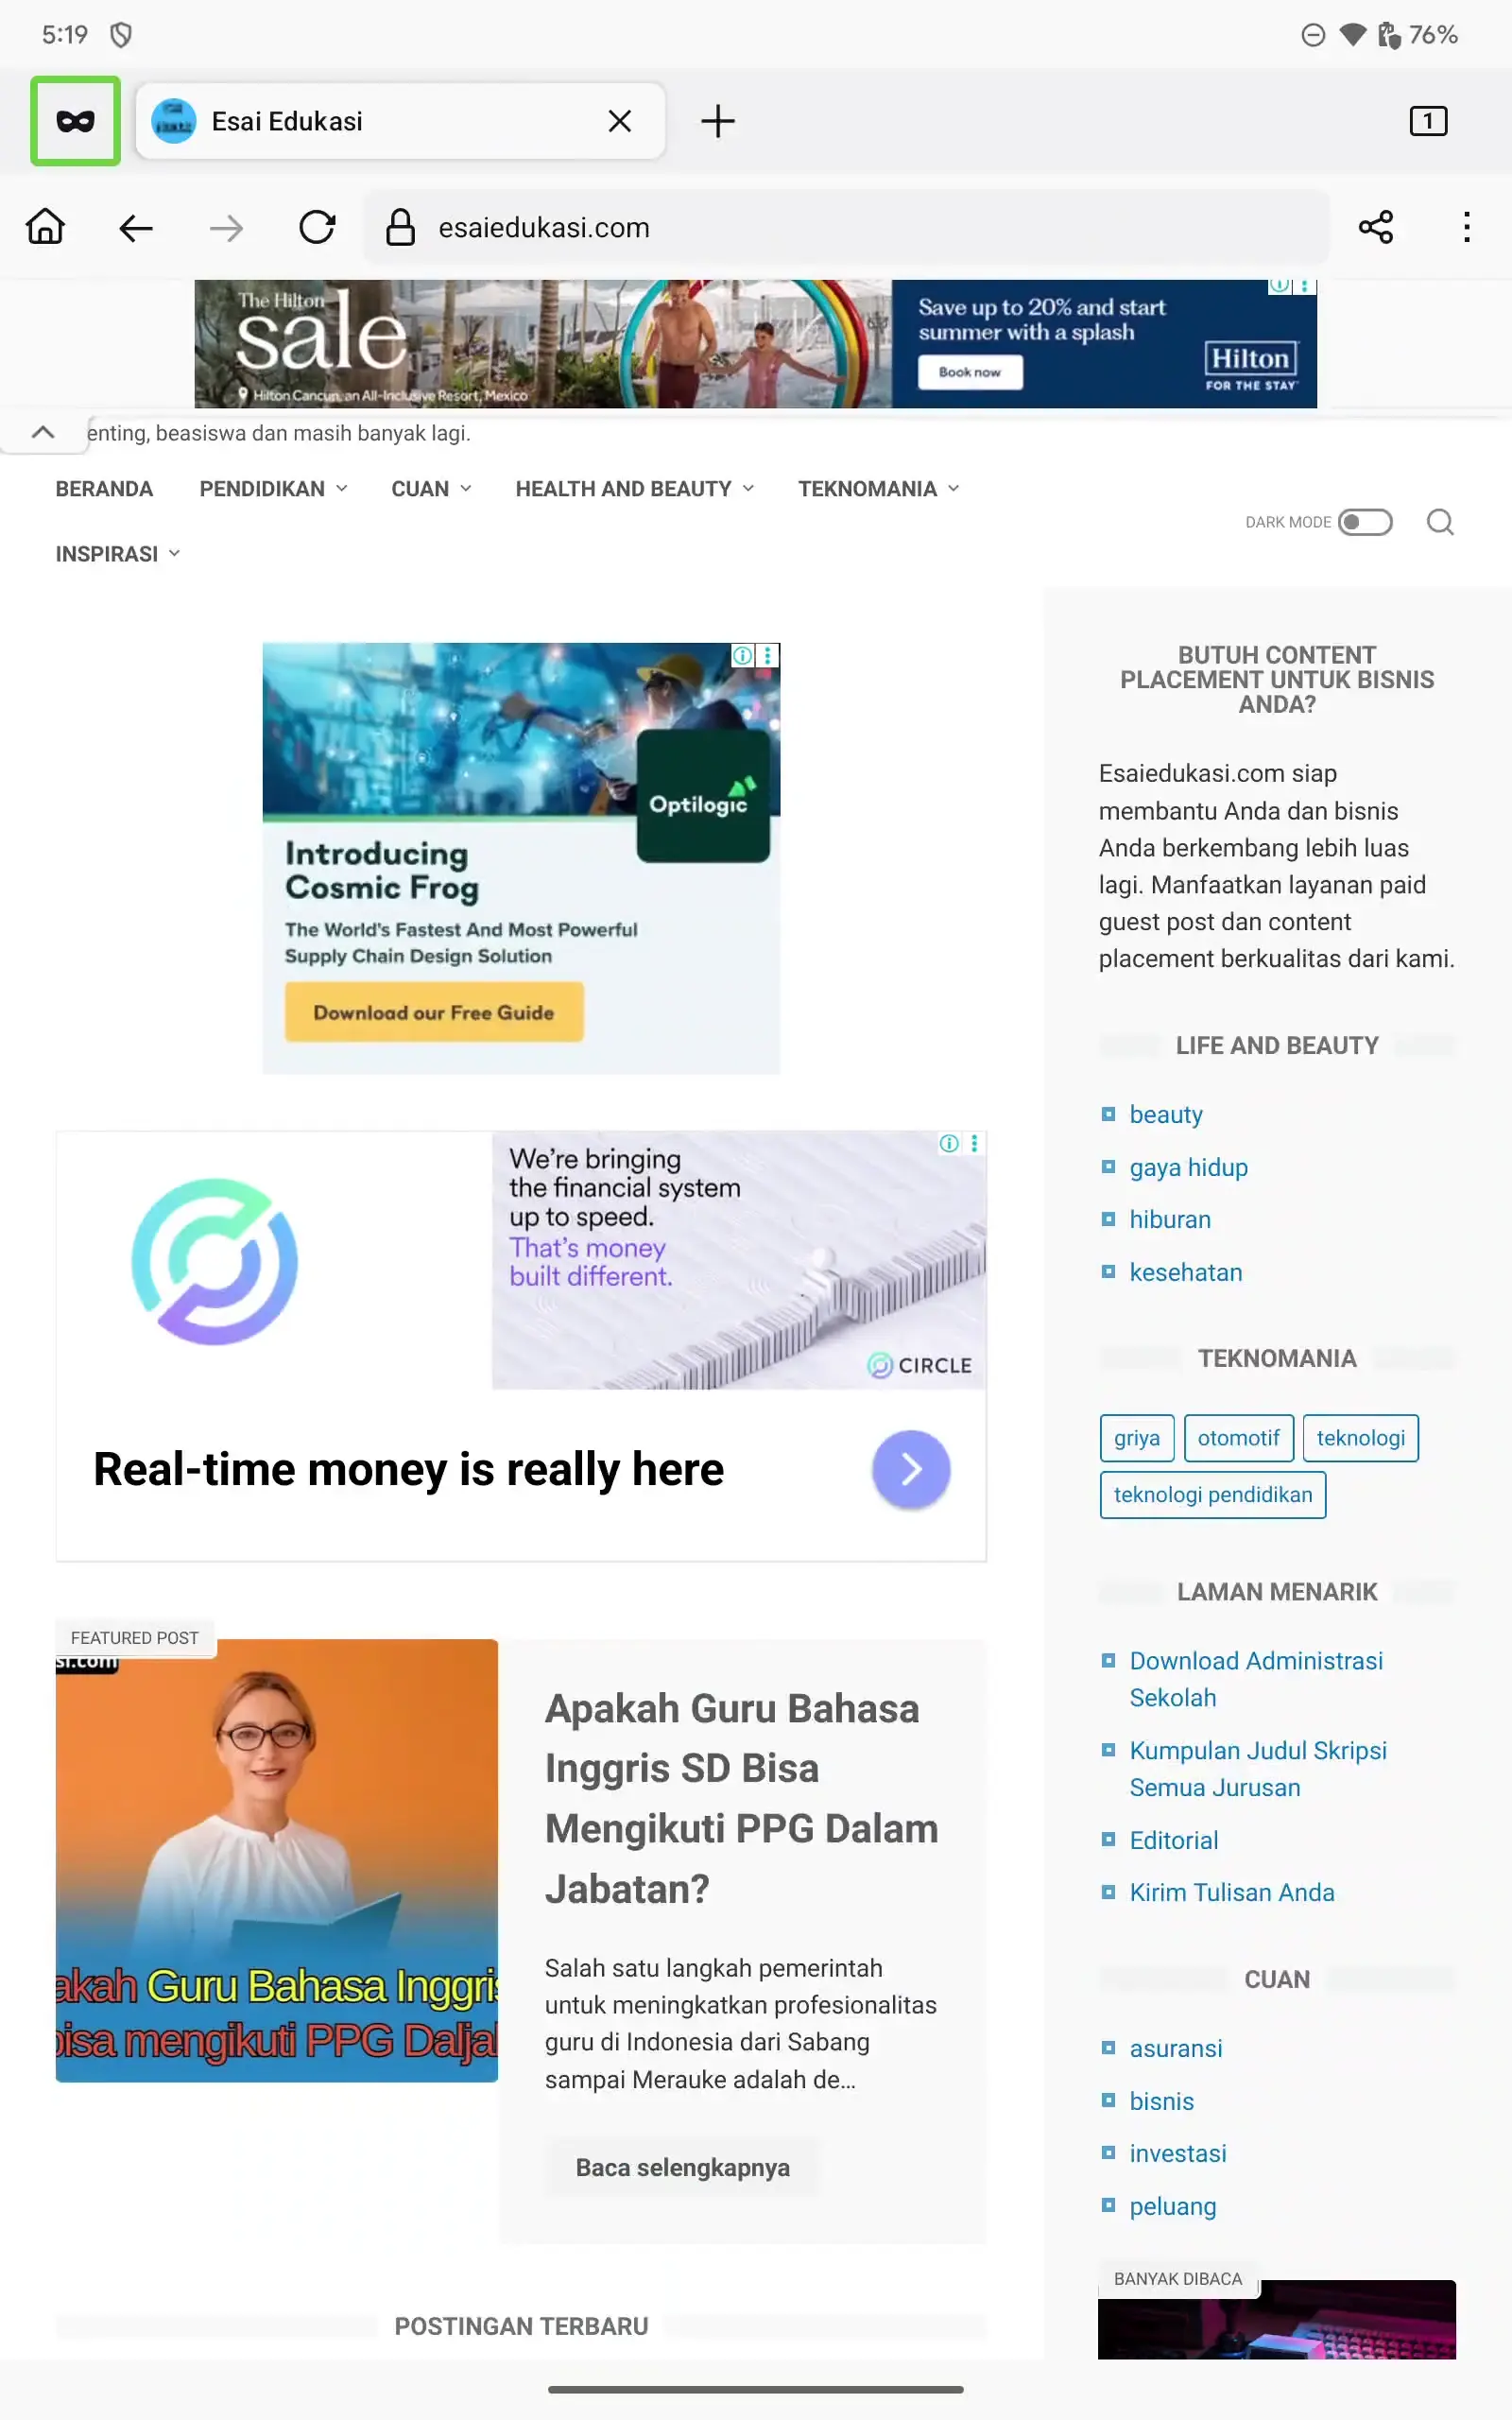 5:19
76%
Esai Edukasi
1
esaiedukasi.com
The Hilton
sale
Hilton Cancun, an All-Inclusive Resort, Mexico
Save up to 20% and start
summer with a splash
Book now
Hilton
FOR THE STAY
enting, beasiswa dan masih banyak lagi.
BERANDA
PENDIDIKAN
CUAN
HEALTH AND BEAUTY
TEKNOMANIA
INSPIRASI
DARK MODE
Optilogic
Introducing
Cosmic Frog
The World's Fastest And Most Powerful
Supply Chain Design Solution
Download our Free Guide
We're bringing
the financial system
up to speed.
That's money
built different.
CIRCLE
Real-time money is really here
FEATURED POST
si.com
akah Guru Bahasa Inggris
bisa mengikuti PPG Daljal
Apakah Guru Bahasa
Inggris SD Bisa
Mengikuti PPG Dalam
Jabatan?
Salah satu langkah pemerintah
untuk meningkatkan profesionalitas
guru di Indonesia dari Sabang
sampai Merauke adalah de…
Baca selengkapnya
POSTINGAN TERBARU
BUTUH CONTENT
PLACEMENT UNTUK BISNIS
ANDA?
Esaiedukasi.com siap
membantu Anda dan bisnis
Anda berkembang lebih luas
lagi. Manfaatkan layanan paid
guest post dan content
placement berkualitas dari kami.
LIFE AND BEAUTY
beauty
gaya hidup
hiburan
kesehatan
TEKNOMANIA
griya
otomotif
teknologi
teknologi pendidikan
LAMAN MENARIK
Download Administrasi
Sekolah
Kumpulan Judul Skripsi
Semua Jurusan
Editorial
Kirim Tulisan Anda
CUAN
asuransi
bisnis
investasi
peluang
BANYAK DIBACA